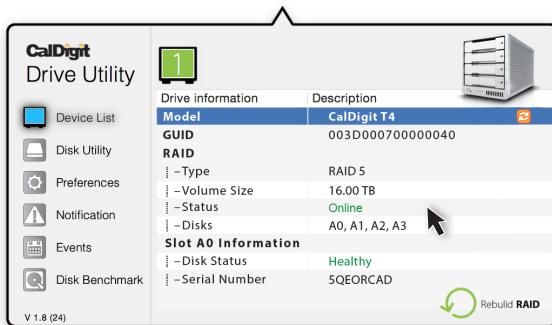 CalDigit
Drive Utility
Device List
Disk Utility
Preferences
Notification
Events
Disk Benchmark
V 1.8 (24)
1
Drive information Description
Model CalDigit T4
GUID 003D000700000040
RAID
–Type RAID 5
–Volume Size 16.00 TB
–Status Online
–Disks A0, A1, A2, A3
Slot A0 Information
–Disk Status Healthy
–Serial Number 5QEORCAD
Rebulid RAID